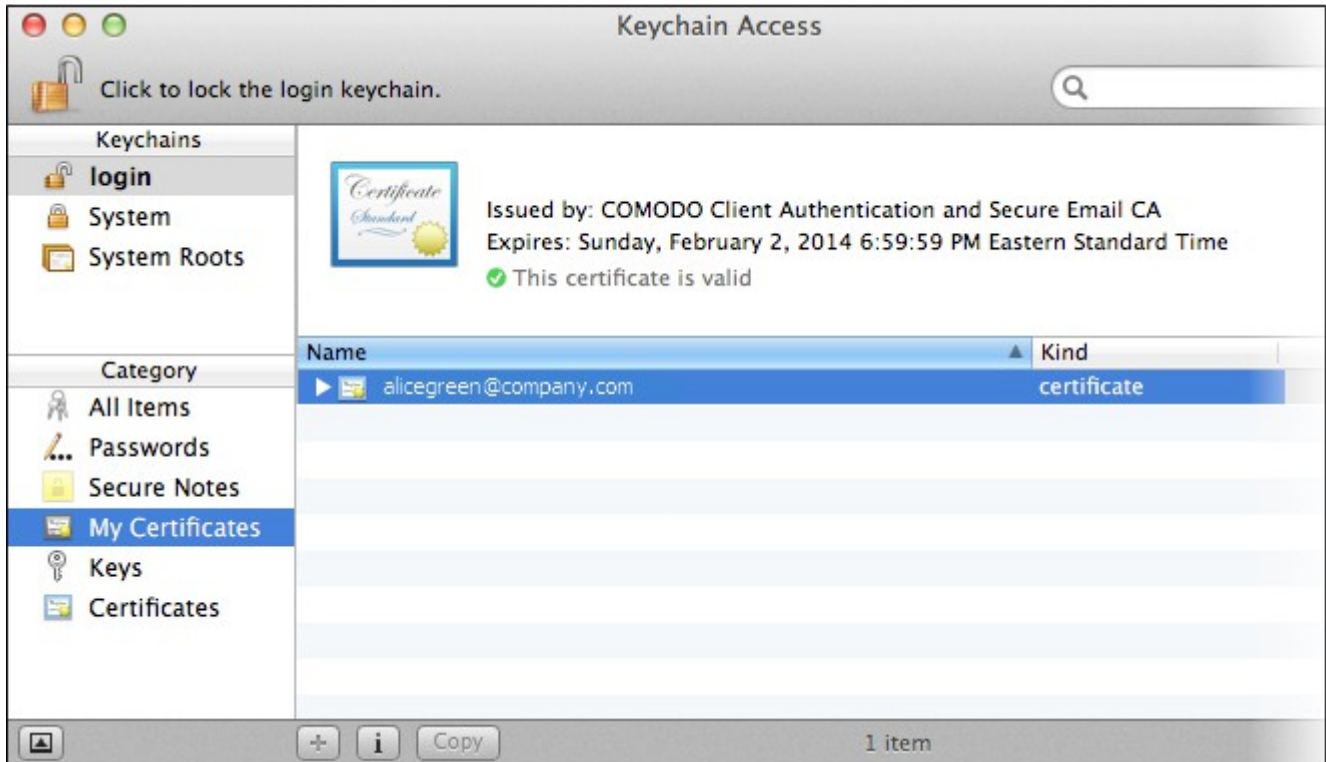 Keychain Access
Click to lock the login keychain.
Keychains
login
System
System Roots
Certificate
Standard
Issued by: COMODO Client Authentication and Secure Email CA
Expires: Sunday, February 2, 2014 6:59:59 PM Eastern Standard Time
This certificate is valid
Name Kind
alicegreen@company.com certificate
Category
All Items
Passwords
Secure Notes
My Certificates
Keys
Certificates
+ i Copy 1 item